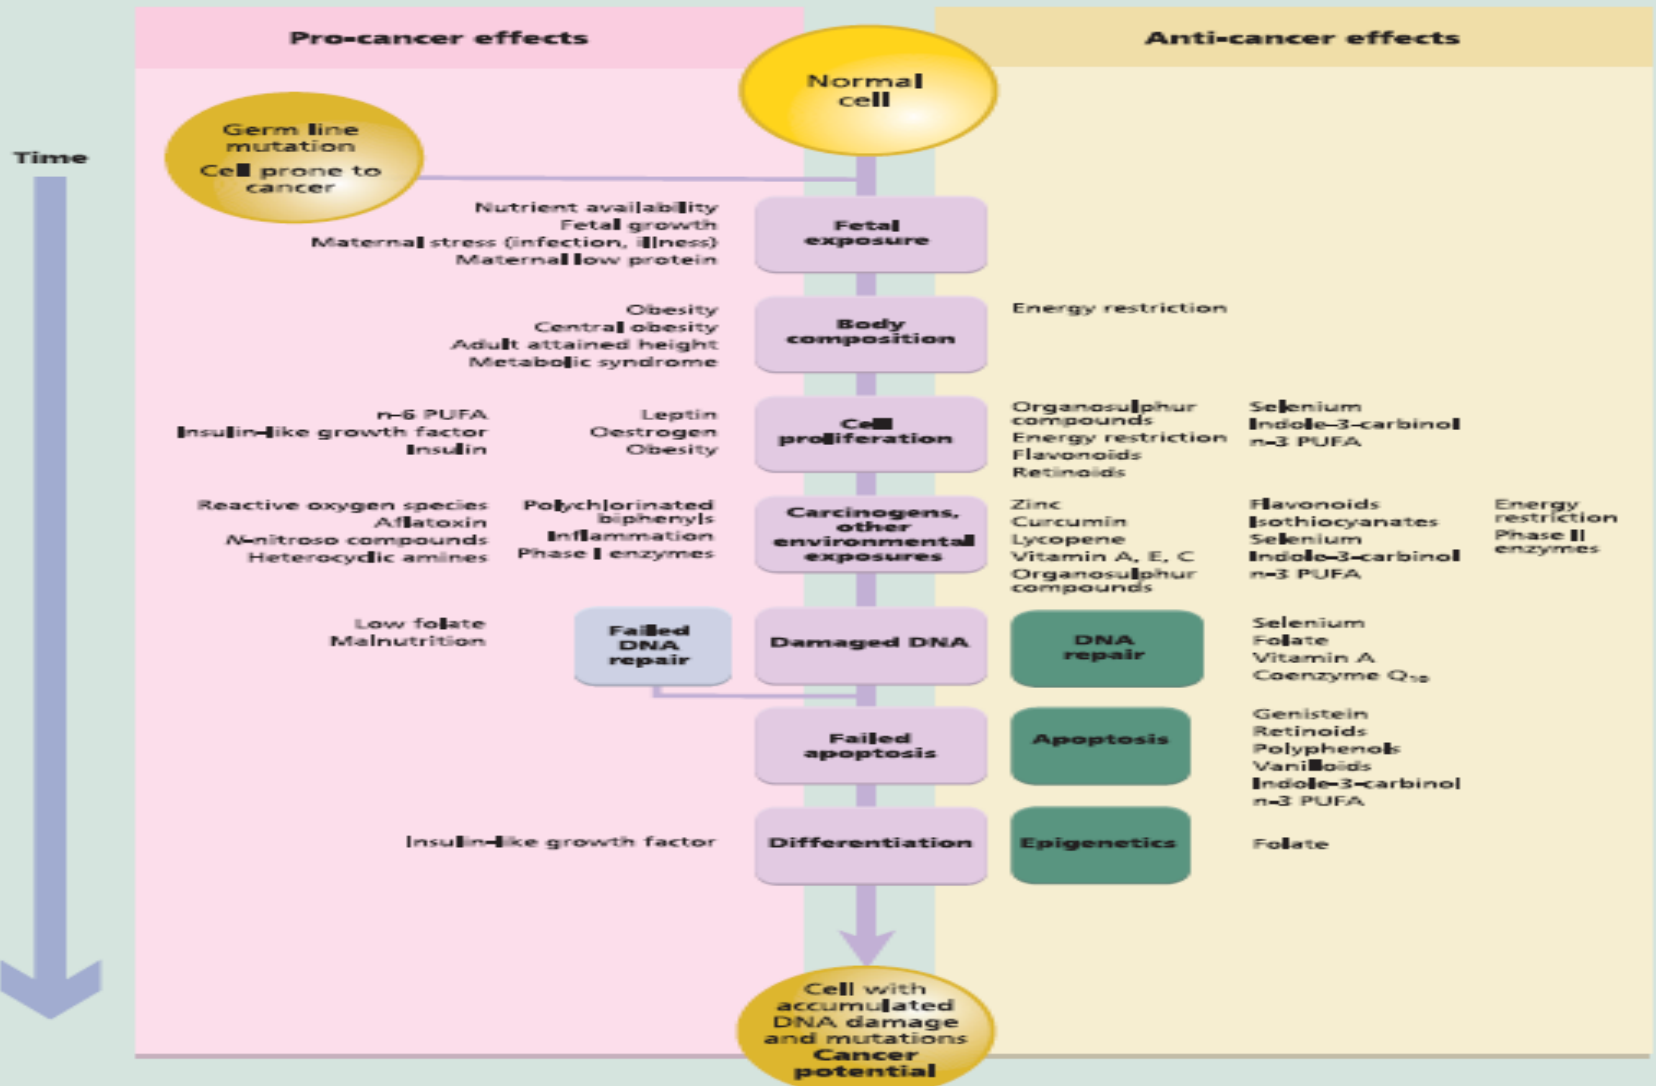 Pro-cancer effects
Anti-cancer effects
Normal
cell
Time
Germ line
mutation
Cell prone to
cancer
Nutrient availability
Fetal growth
Maternal stress (infection, illness)
Maternal low protein
Fetal
exposure
Obesity
Central obesity
Adult attained height
Metabolic syndrome
Body
composition
Energy restriction
n–6 PUFA
Insulin-like growth factor
Insulin
Leptin
Oestrogen
Obesity
Cell
proliferation
Organosulphur
compounds
Energy restriction
Flavonoids
Retinoids
Selenium
Indole-3-carbinol
n–3 PUFA
Reactive oxygen species
Aflatoxin
N-nitroso compounds
Heterocyclic amines
Polychlorinated
biphenyls
Inflammation
Phase I enzymes
Carcinogens,
other
environmental
exposures
Zinc
Curcumin
Lycopene
Vitamin A, E, C
Organosulphur
compounds
Flavonoids
Isothiocyanates
Selenium
Indole-3-carbinol
n–3 PUFA
Energy
restriction
Phase II
enzymes
Low folate
Malnutrition
Failed
DNA
repair
Damaged DNA
DNA
repair
Selenium
Folate
Vitamin A
Coenzyme Q₁₀
Failed
apoptosis
Apoptosis
Genistein
Retinoids
Polyphenols
Vanilloids
Indole-3-carbinol
n–3 PUFA
Insulin-like growth factor
Differentiation
Epigenetics
Folate
Cell with
accumulated
DNA damage
and mutations
Cancer
potential